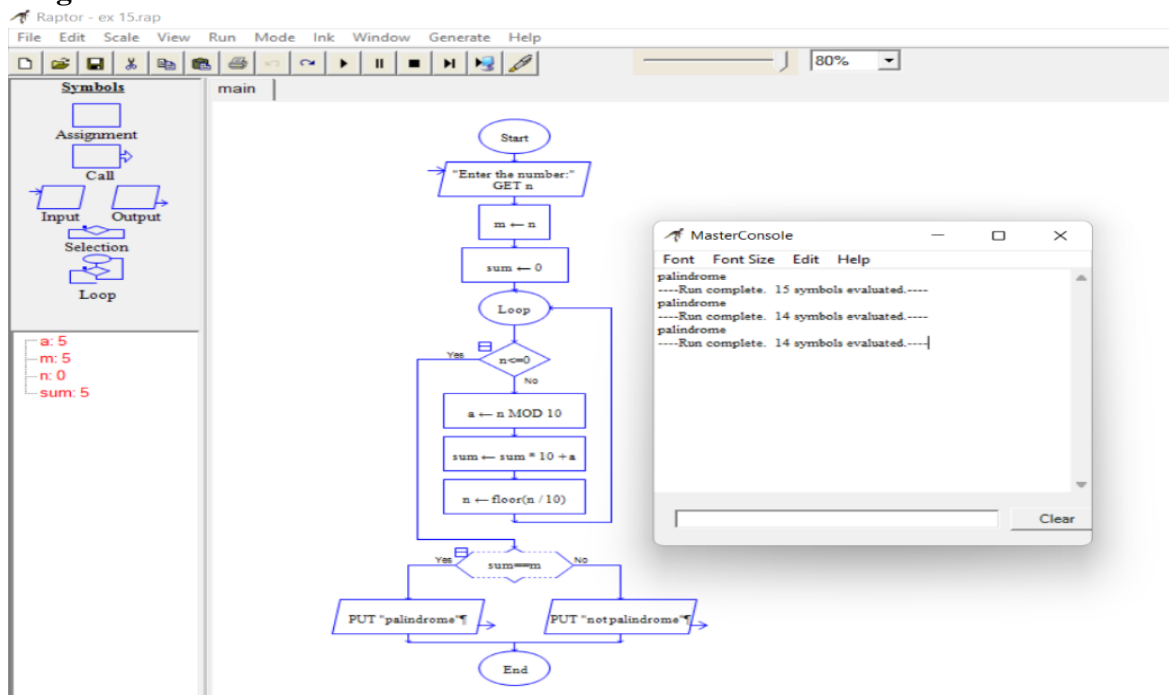 Raptor - ex 15.rap
File Edit Scale View Run Mode Ink Window Generate Help
80%
Symbols
Assignment
Call
Input Output
Selection
Loop
a: 5
m: 5
n: 0
sum: 5
main
Start
"Enter the number:"
GET n
m ← n
sum ← 0
Loop
Yes
n<=0
No
a ← n MOD 10
sum ← sum * 10 + a
n ← floor(n / 10)
Yes
sum==m
No
PUT "palindrome"¶
PUT "not palindrome"¶
End
MasterConsole
Font Font Size Edit Help
palindrome
----Run complete. 15 symbols evaluated.----
palindrome
----Run complete. 14 symbols evaluated.----
palindrome
----Run complete. 14 symbols evaluated.----
Clear